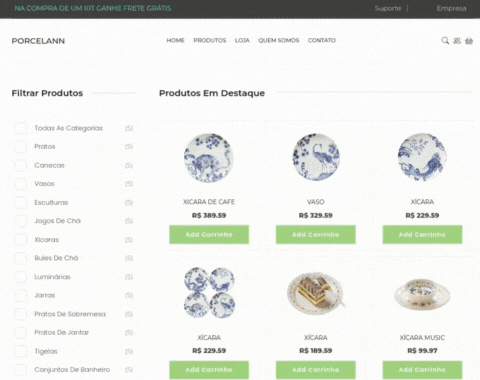 NA COMPRA DE UM KIT GANHE FRETE GRÁTIS
Suporte |
Empresa
PORCELANN
HOME PRODUTOS LOJA QUEM SOMOS CONTATO
Filtrar Produtos
Todas As Categorias (5)
Pratos (5)
Canecas (5)
Vasos (5)
Esculturas (5)
Jogos De Chá (5)
Xícaras (5)
Bules De Chá (5)
Luminárias (5)
Jarras (5)
Pratos De Sobremesa (5)
Pratos De Jantar (5)
Tigelas (5)
Conjuntos De Banheiro (5)
Produtos Em Destaque
XICARA DE CAFE
R$ 389.59
Add Carrinho
VASO
R$ 329.59
Add Carrinho
XÍCARA
R$ 229.59
Add Carrinho
XÍCARA
R$ 229.59
Add Carrinho
XÍCARA
R$ 189.59
Add Carrinho
XÍCARA MUSIC
R$ 99.97
Add Carrinho